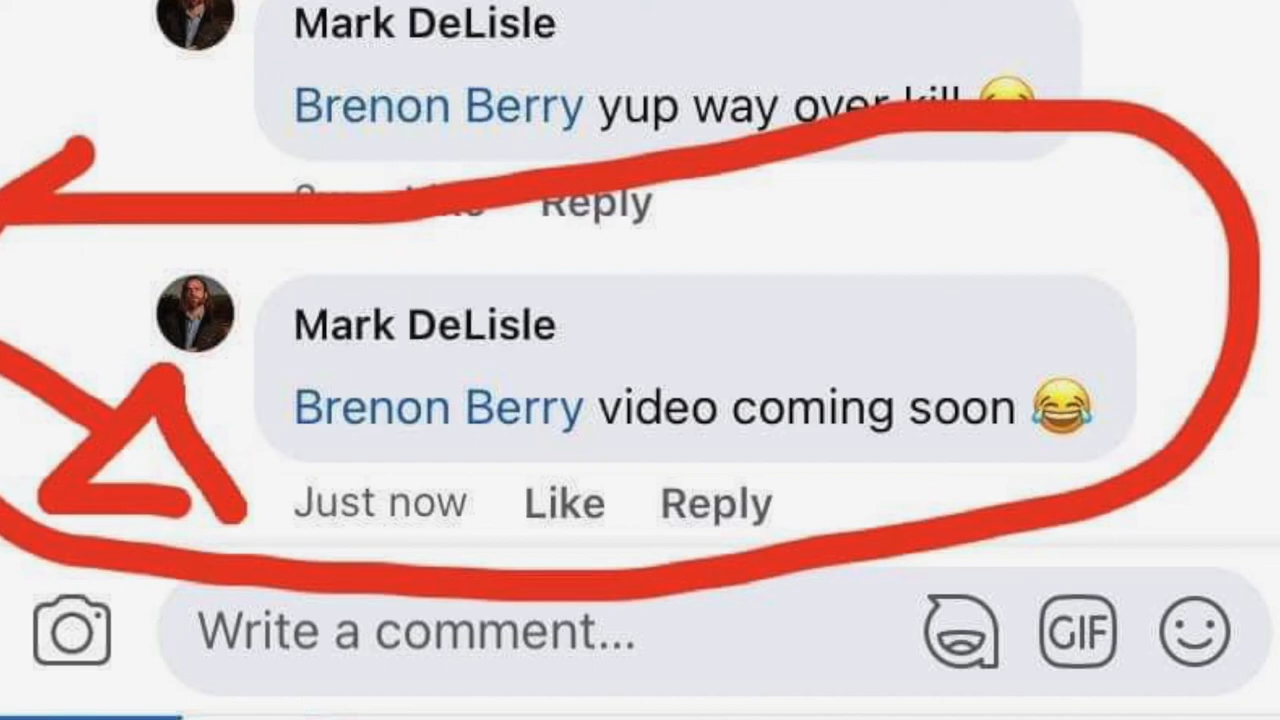 Mark DeLisle
Brenon Berry yup way over kill 😂
Reply
Mark DeLisle
Brenon Berry video coming soon 😂
Just now Like Reply
Write a comment...
GIF